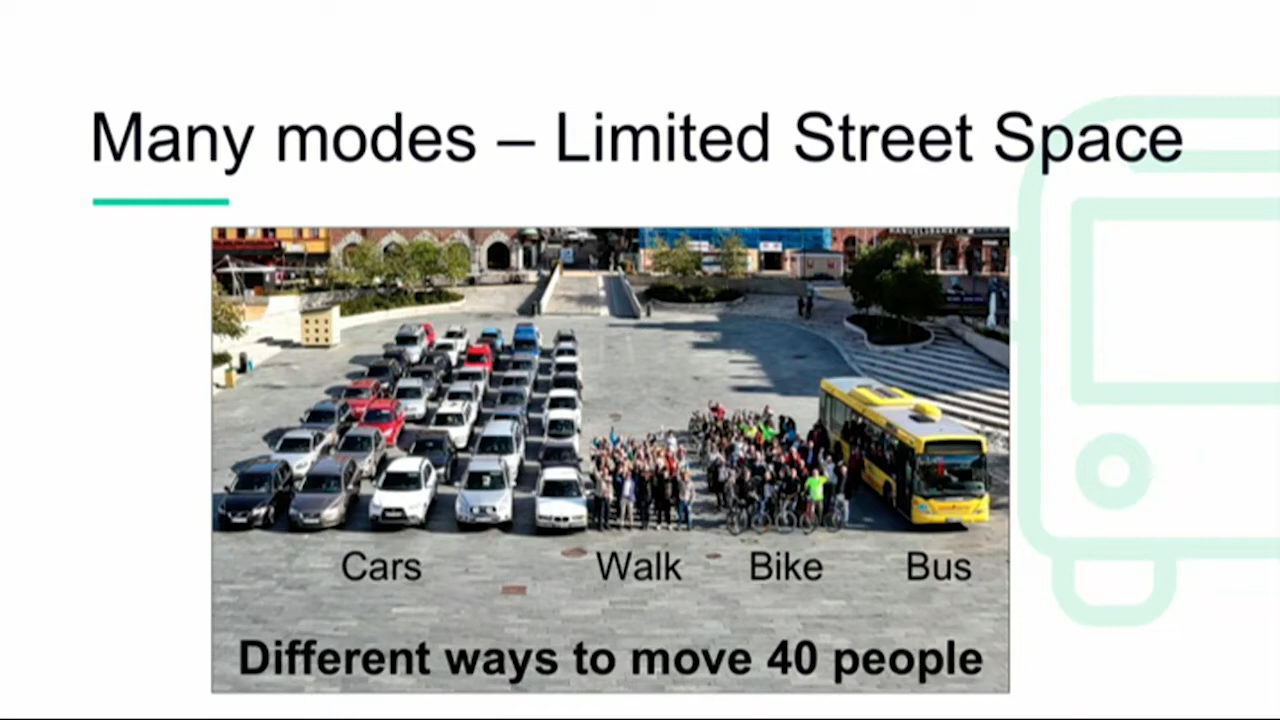 Many modes – Limited Street Space
Cars Walk Bike Bus
Different ways to move 40 people